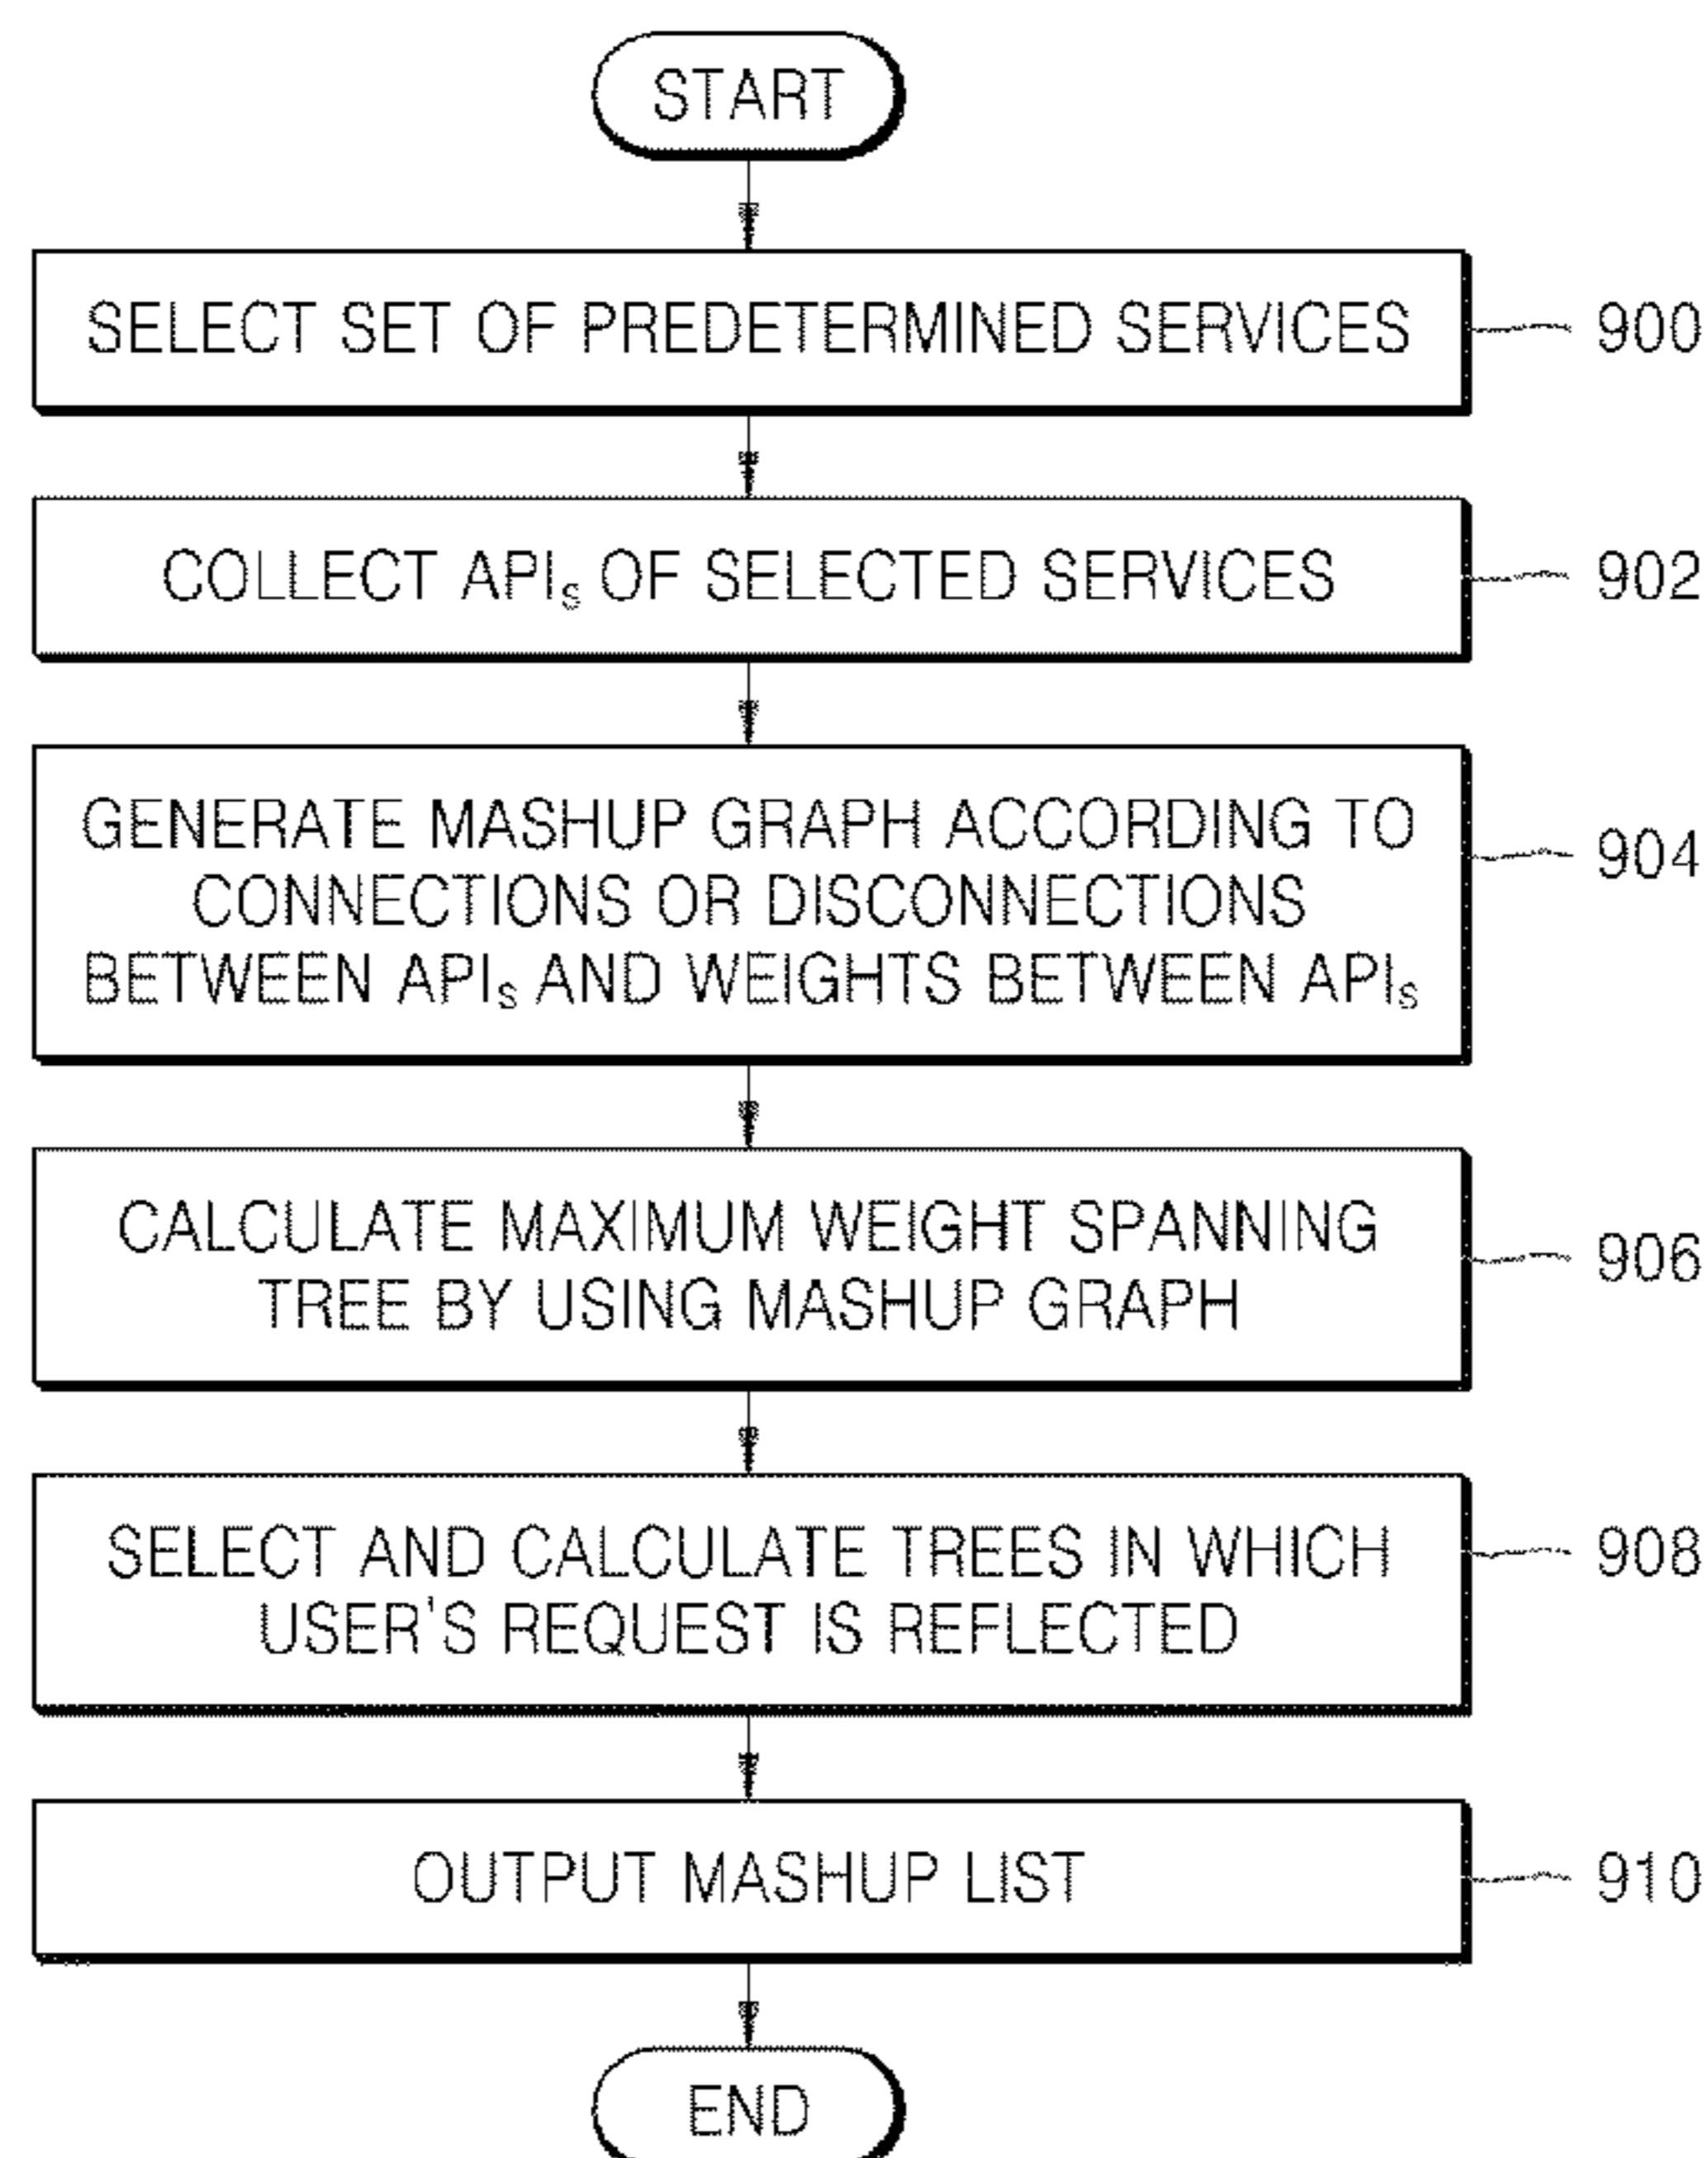 START
SELECT SET OF PREDETERMINED SERVICES
900
COLLECT APIs OF SELECTED SERVICES
902
GENERATE MASHUP GRAPH ACCORDING TO
CONNECTIONS OR DISCONNECTIONS
BETWEEN APIs AND WEIGHTS BETWEEN APIs
904
CALCULATE MAXIMUM WEIGHT SPANNING
TREE BY USING MASHUP GRAPH
906
SELECT AND CALCULATE TREES IN WHICH
USER'S REQUEST IS REFLECTED
908
OUTPUT MASHUP LIST
910
END